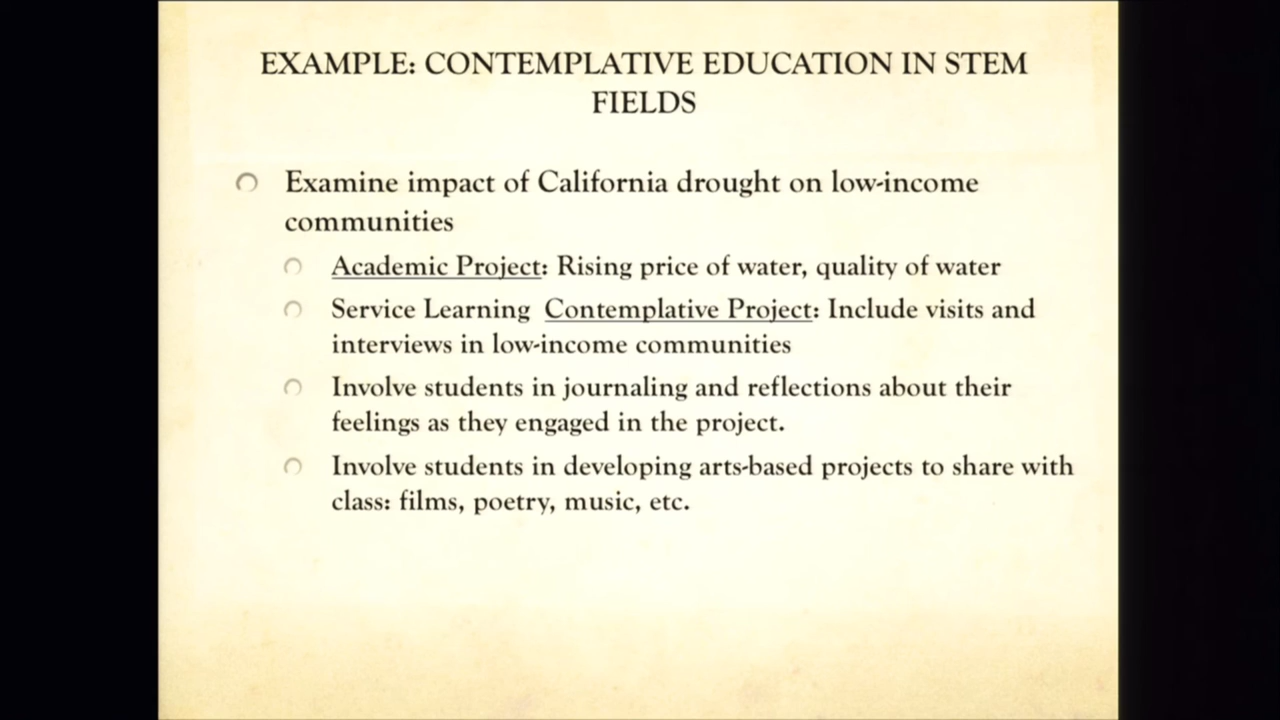 EXAMPLE: CONTEMPLATIVE EDUCATION IN STEM
FIELDS
Examine impact of California drought on low-income
communities
Academic Project: Rising price of water, quality of water
Service Learning Contemplative Project: Include visits and
interviews in low-income communities
Involve students in journaling and reflections about their
feelings as they engaged in the project.
Involve students in developing arts-based projects to share with
class: films, poetry, music, etc.